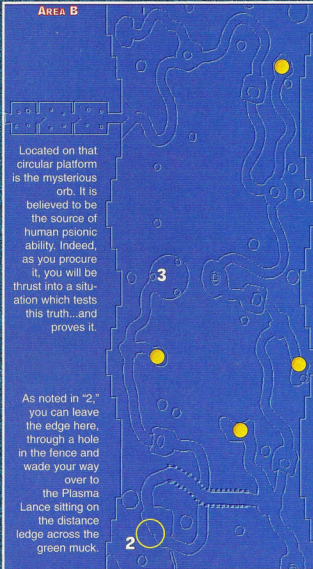 AREA B
Located on that
circular platform
is the mysterious
orb. It is
believed to be
the source of
human psionic
ability. Indeed,
as you procure
it, you will be
thrust into a situ-
ation which tests
this truth...and
proves it.
3
As noted in "2,"
you can leave
the edge here,
through a hole
in the fence and
wade your way
over to
the Plasma
Lance sitting on
the distance
ledge across the
green muck.
2